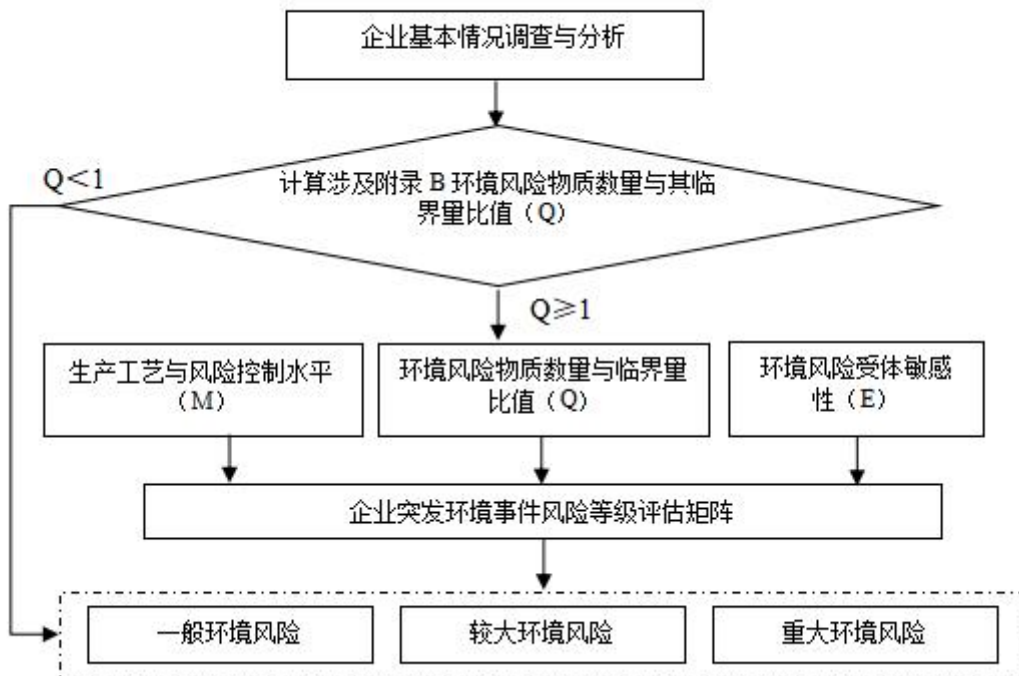 企业基本情况调查与分析
Q＜1
计算涉及附录 B 环境风险物质数量与其临
界量比值（Q）
Q≥1
生产工艺与风险控制水平
（M）
环境风险物质数量与临界量
比值（Q）
环境风险受体敏感
性（E）
企业突发环境事件风险等级评估矩阵
一般环境风险
较大环境风险
重大环境风险